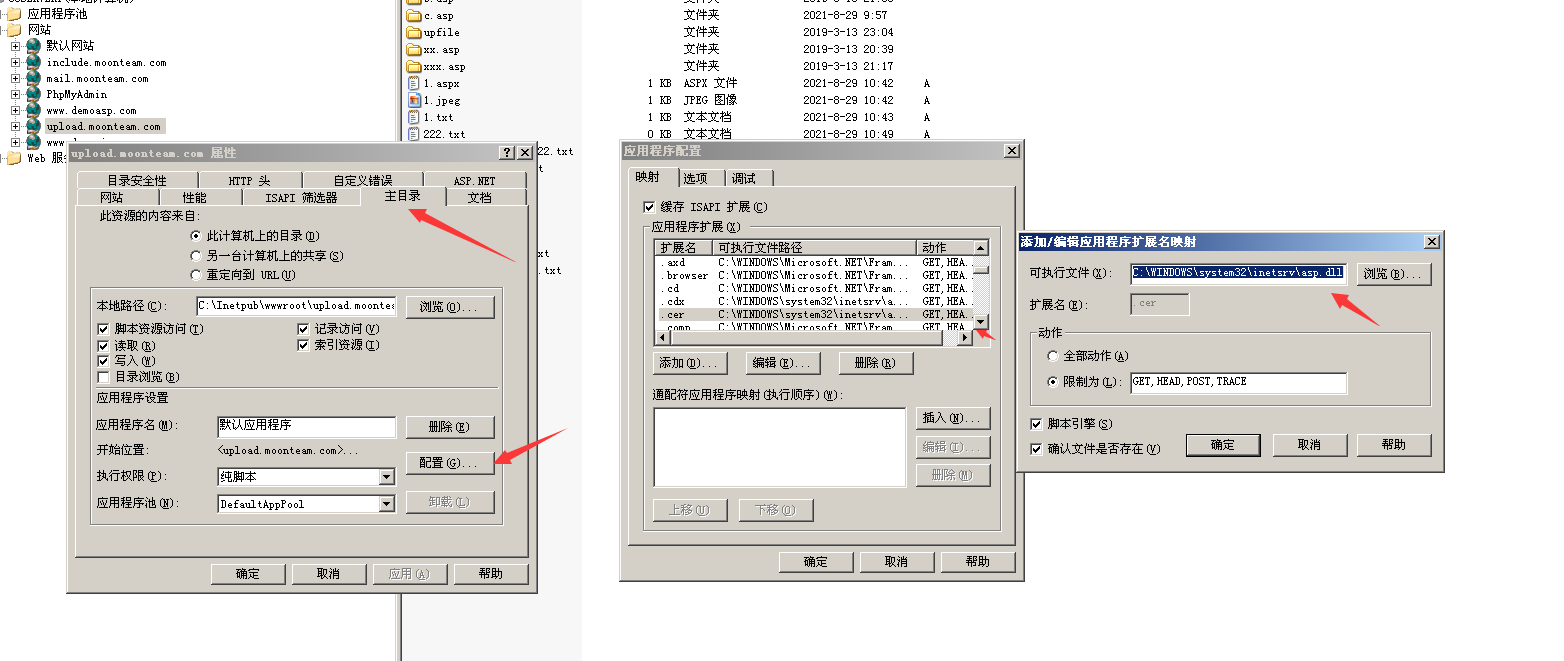 应用程序池
网站
默认网站
include.moonteam.com
mail.moonteam.com
PhpMyAdmin
www.demoasp.com
upload.moonteam.com
www.
Web 服务
c.asp
upfile
xx.asp
xxx.asp
1.aspx
1.jpeg
1.txt
222.txt
22.txt
xt
.txt
文件夹 2021-8-29 9:57
文件夹 2019-3-13 23:04
文件夹 2019-3-13 20:39
文件夹 2019-3-13 21:17
1 KB ASPX 文件 2021-8-29 10:42 A
1 KB JPEG 图像 2021-8-29 10:42 A
1 KB 文本文档 2021-8-29 10:43 A
0 KB 文本文档 2021-8-29 10:49 A
upload.moonteam.com 属性
目录安全性 HTTP 头 自定义错误 ASP.NET
网站 性能 ISAPI 筛选器 主目录 文档
此资源的内容来自:
此计算机上的目录(D)
另一台计算机上的共享(S)
重定向到 URL(U)
本地路径(C): C:\Inetpub\wwwroot\upload.moontea 浏览(O)...
脚本资源访问(T) 记录访问(V)
读取(R) 索引资源(I)
写入(W)
目录浏览(B)
应用程序设置
应用程序名(M): 默认应用程序 删除(E)
开始位置: <upload.moonteam.com>...
配置(G)...
执行权限(P): 纯脚本
应用程序池(N): DefaultAppPool 卸载(L)
确定 取消 应用(A) 帮助
应用程序配置
映射 选项 调试
缓存 ISAPI 扩展(C)
应用程序扩展(X)
扩展名 可执行文件路径 动作
.axd C:\WINDOWS\Microsoft.NET\Fram... GET,HEA.
.browser C:\WINDOWS\Microsoft.NET\Fram... GET,HEA.
.cd C:\WINDOWS\Microsoft.NET\Fram... GET,HEA.
.cdx C:\WINDOWS\system32\inetsrv\a... GET,HEA.
.cer C:\WINDOWS\system32\inetsrv\a... GET,HEA.
.comp C:\WINDOWS\Microsoft.NET\Fram... GET,HEA.
添加(D)... 编辑(E)... 删除(R)
通配符应用程序映射(执行顺序)(W):
插入(N)...
编辑(I)...
删除(M)
上移(U) 下移(O)
确定 取消 帮助
添加/编辑应用程序扩展名映射
可执行文件(X): C:\WINDOWS\system32\inetsrv\asp.dll 浏览(B)...
扩展名(E): .cer
动作
全部动作(A)
限制为(L): GET,HEAD,POST,TRACE
脚本引擎(S)
确认文件是否存在(V)
确定 取消 帮助